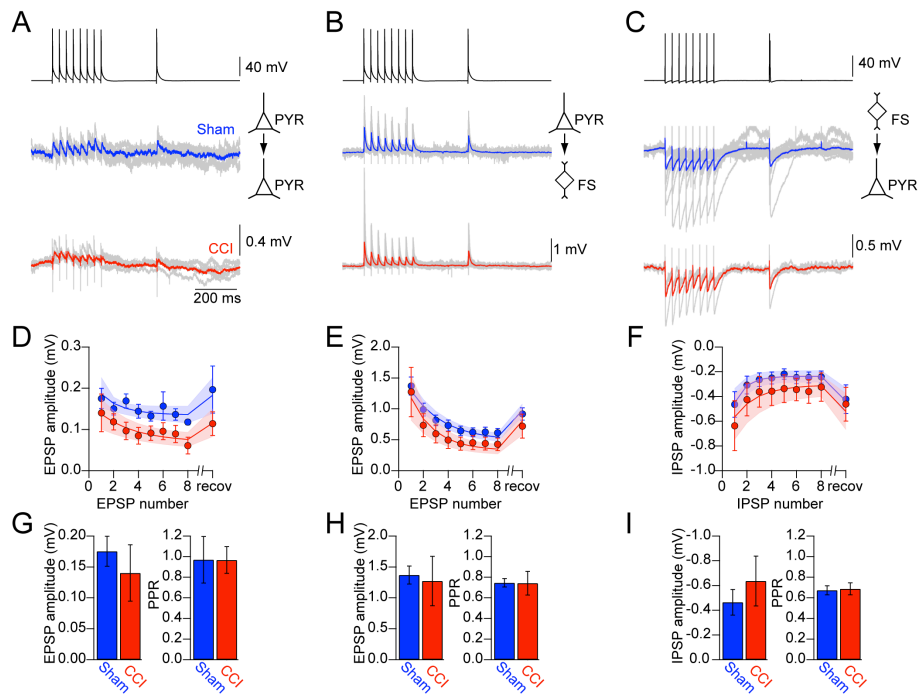 A
B
C
40 mV
40 mV
PYR
PYR
FS
Sham
PYR
FS
PYR
CCI
0.4 mV
1 mV
0.5 mV
200 ms
D
E
F
EPSP amplitude (mV)
0.3
0.2
0.1
0.0
0 2 4 6 8 recov
EPSP number
EPSP amplitude (mV)
2.0
1.5
1.0
0.5
0.0
0 2 4 6 8 recov
EPSP number
IPSP amplitude (mV)
0.0
-0.2
-0.4
-0.6
-0.8
-1.0
0 2 4 6 8 recov
IPSP number
G
H
I
EPSP amplitude (mV)
0.20
0.15
0.10
0.05
0.00
Sham
CCI
PPR
1.2
1.0
0.8
0.6
0.4
0.2
0.0
Sham
CCI
EPSP amplitude (mV)
2.0
1.5
1.0
0.5
0.0
Sham
CCI
PPR
1.2
1.0
0.8
0.6
0.4
0.2
0.0
Sham
CCI
IPSP amplitude (mV)
-1.0
-0.8
-0.6
-0.4
-0.2
-0.0
Sham
CCI
PPR
1.2
1.0
0.8
0.6
0.4
0.2
0.0
Sham
CCI